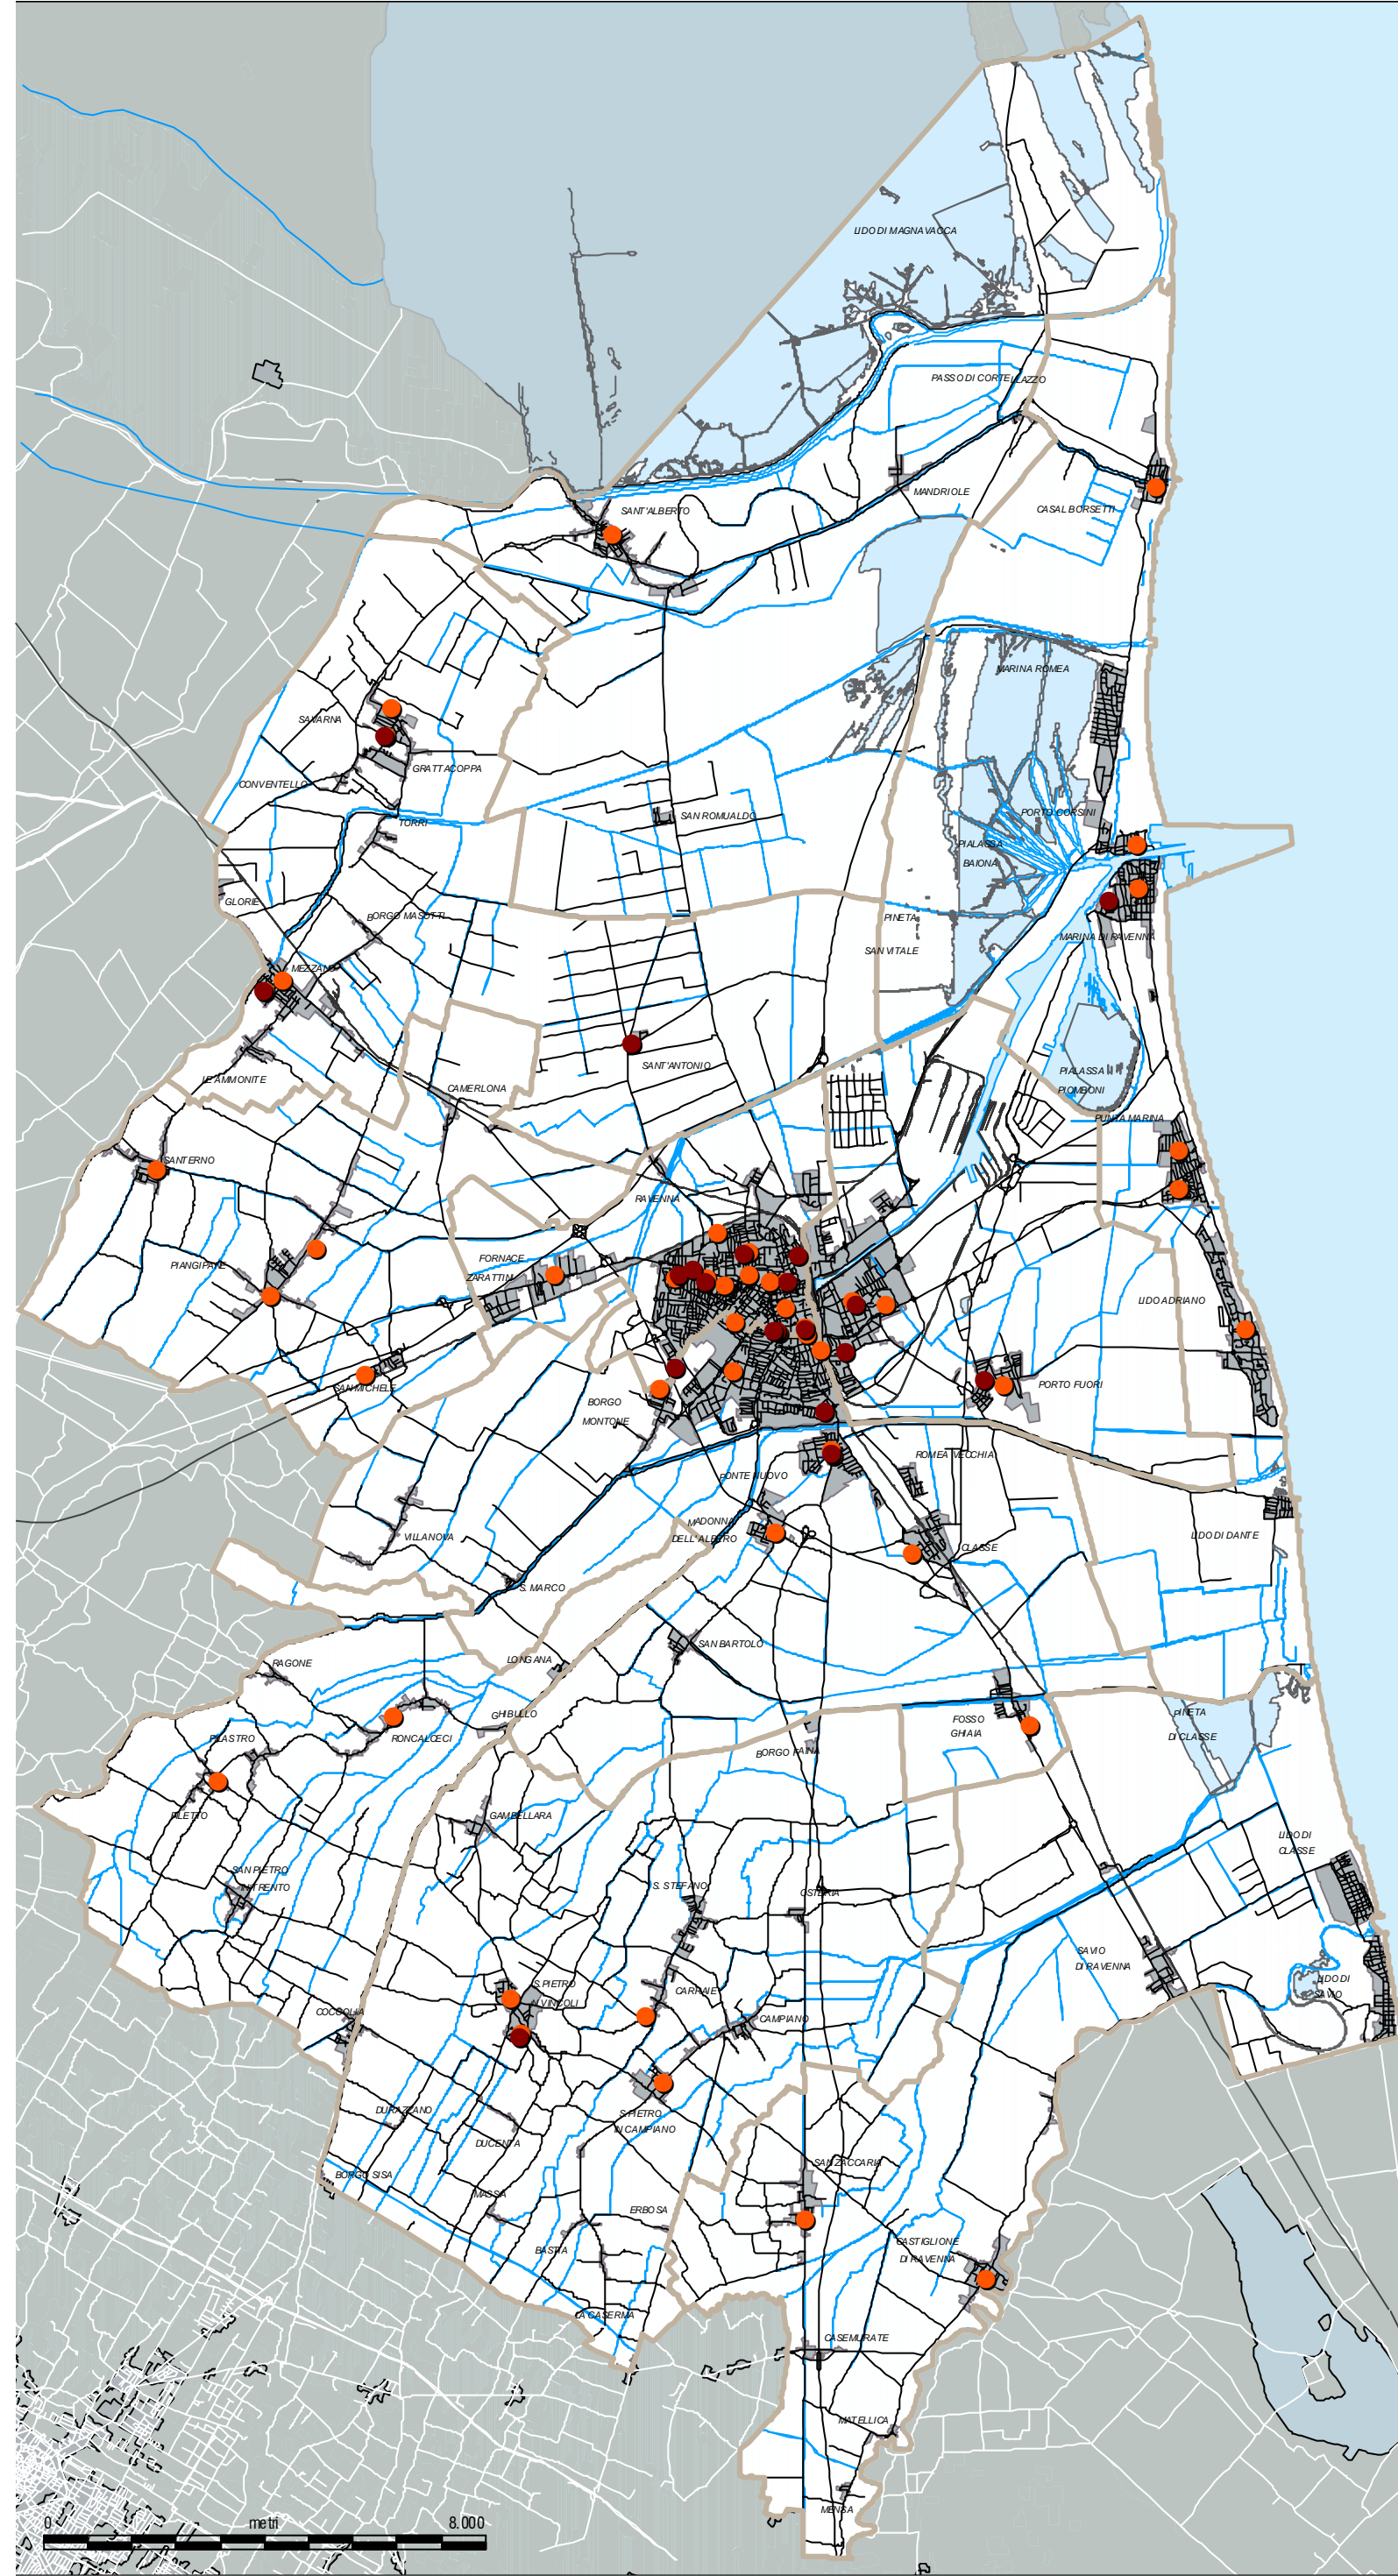 LIDO DI MAGNAVACCA
PASSO DI CORTELLAZZO
MANDRIOLE
SANT'ALBERTO
CASAL BORSETTI
MARINA ROMEA
SAVARNA
GRATTACOPPA
CONVENTELLO
TORRI
SAN ROMUALDO
PORTO CORSINI
PIALASSA
BAIONA
GLORIE
BORGO MASOTTI
PINETA
SAN VITALE
MARINA DI RAVENNA
MEZZANO
SANT'ANTONIO
PIALASSA
PIOMBONI
LE AMMONITE
CAMERLONA
PUNTA MARINA
SANTERNO
RAVENNA
PIANGIPANE
FORNACE
ZARATTINI
LIDO ADRIANO
SAN MICHELE
PORTO FUORI
BORGO
MONTONE
ROMEA VECCHIA
PONTE NUOVO
MADONNA
DELL'ALBERO
VILLANOVA
CLASSE
LIDO DI DANTE
S. MARCO
SAN BARTOLO
LONGANA
RAGONE
GHIBULLO
RONCALCECI
PILASTRO
FOSSO
GHIAIA
PINETA
DI CLASSE
BORGO FAINA
FILETTO
GAMBELLARA
LIDO DI
CLASSE
SAN PIETRO
IN TRENTO
S. STEFANO
OSTERIA
SAVIO
DI RAVENNA
LIDO DI
SAVIO
S.PIETRO
IN VINCOLI
CARRAIE
CAMPIANO
COCCOLIA
DURAZZANO
S.PIETRO
IN CAMPIANO
DUCENTA
SAN ZACCARIA
BORGO SISA
MASSA
ERBOSA
BASTIA
CASTIGLIONE
DI RAVENNA
LA CASERMA
CASEMURATE
MATELLICA
MENSA
0 metri 8.000